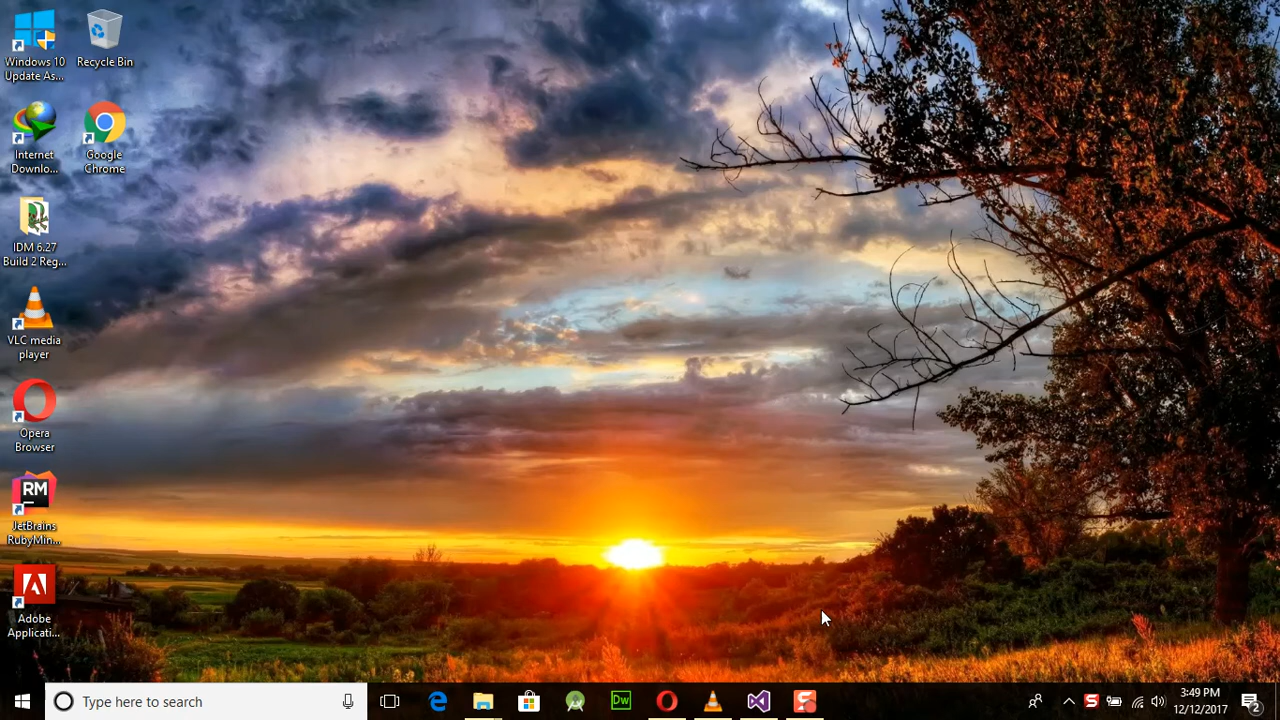 Windows 10
Update As...
Recycle Bin
Internet
Downlo...
Google
Chrome
IDM 6.27
Build 2 Reg...
VLC media
player
Opera
Browser
RM
JetBrains
RubyMin...
Adobe
Applicati...
Type here to search
Dw
3:49 PM
12/12/2017
2